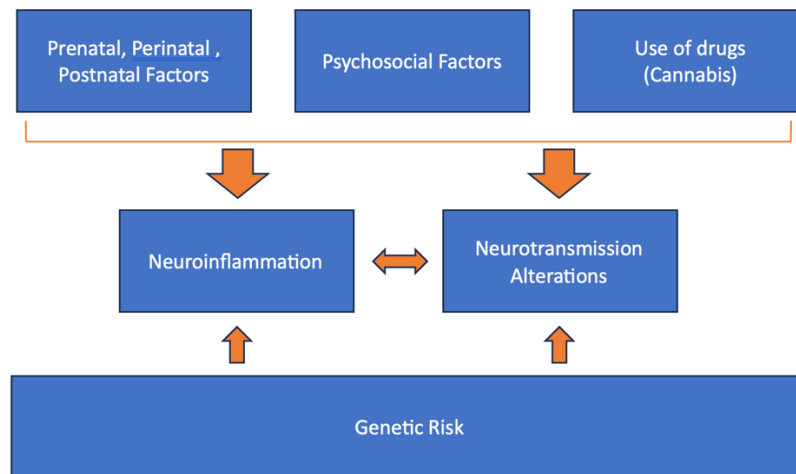 Prenatal, Perinatal ,
Postnatal Factors
Psychosocial Factors
Use of drugs
(Cannabis)
Neuroinflammation
Neurotransmission
Alterations
Genetic Risk